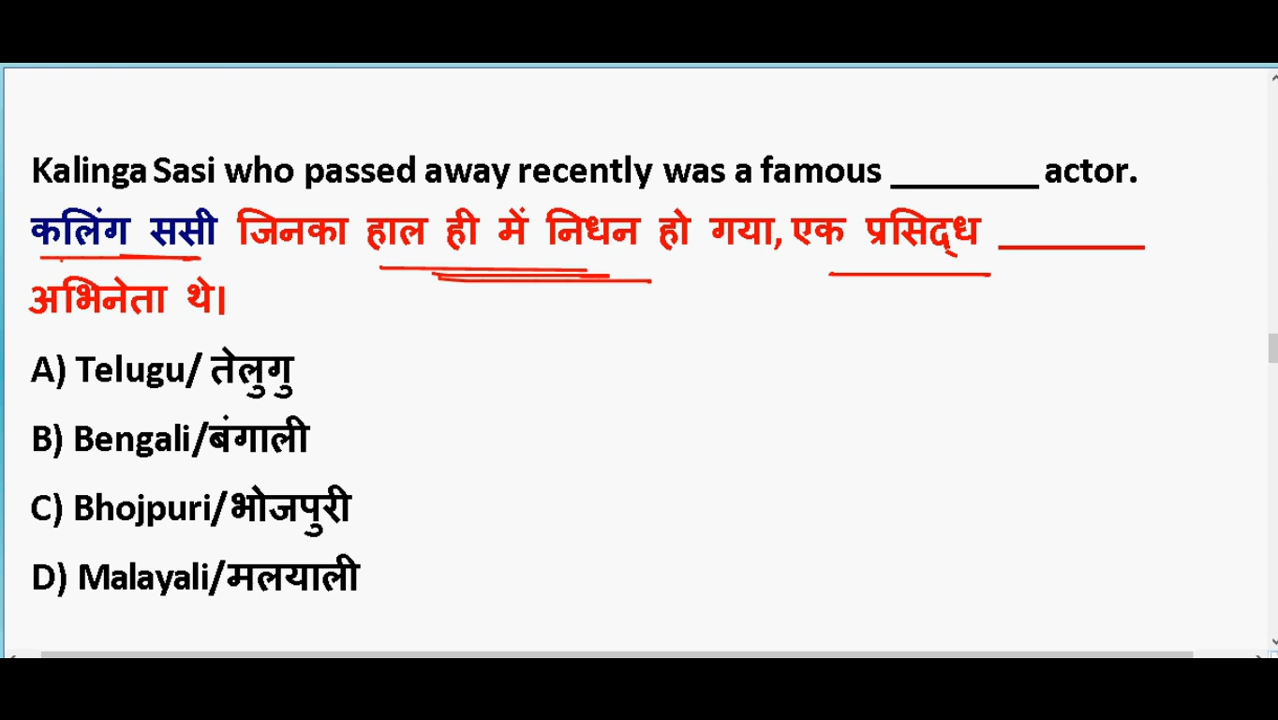 Kalinga Sasi who passed away recently was a famous ________ actor.
कलिंग ससी जिनका हाल ही में निधन हो गया, एक प्रसिद्ध ________
अभिनेता थे।
A) Telugu/ तेलुगु
B) Bengali/बंगाली
C) Bhojpuri/भोजपुरी
D) Malayali/मलयाली